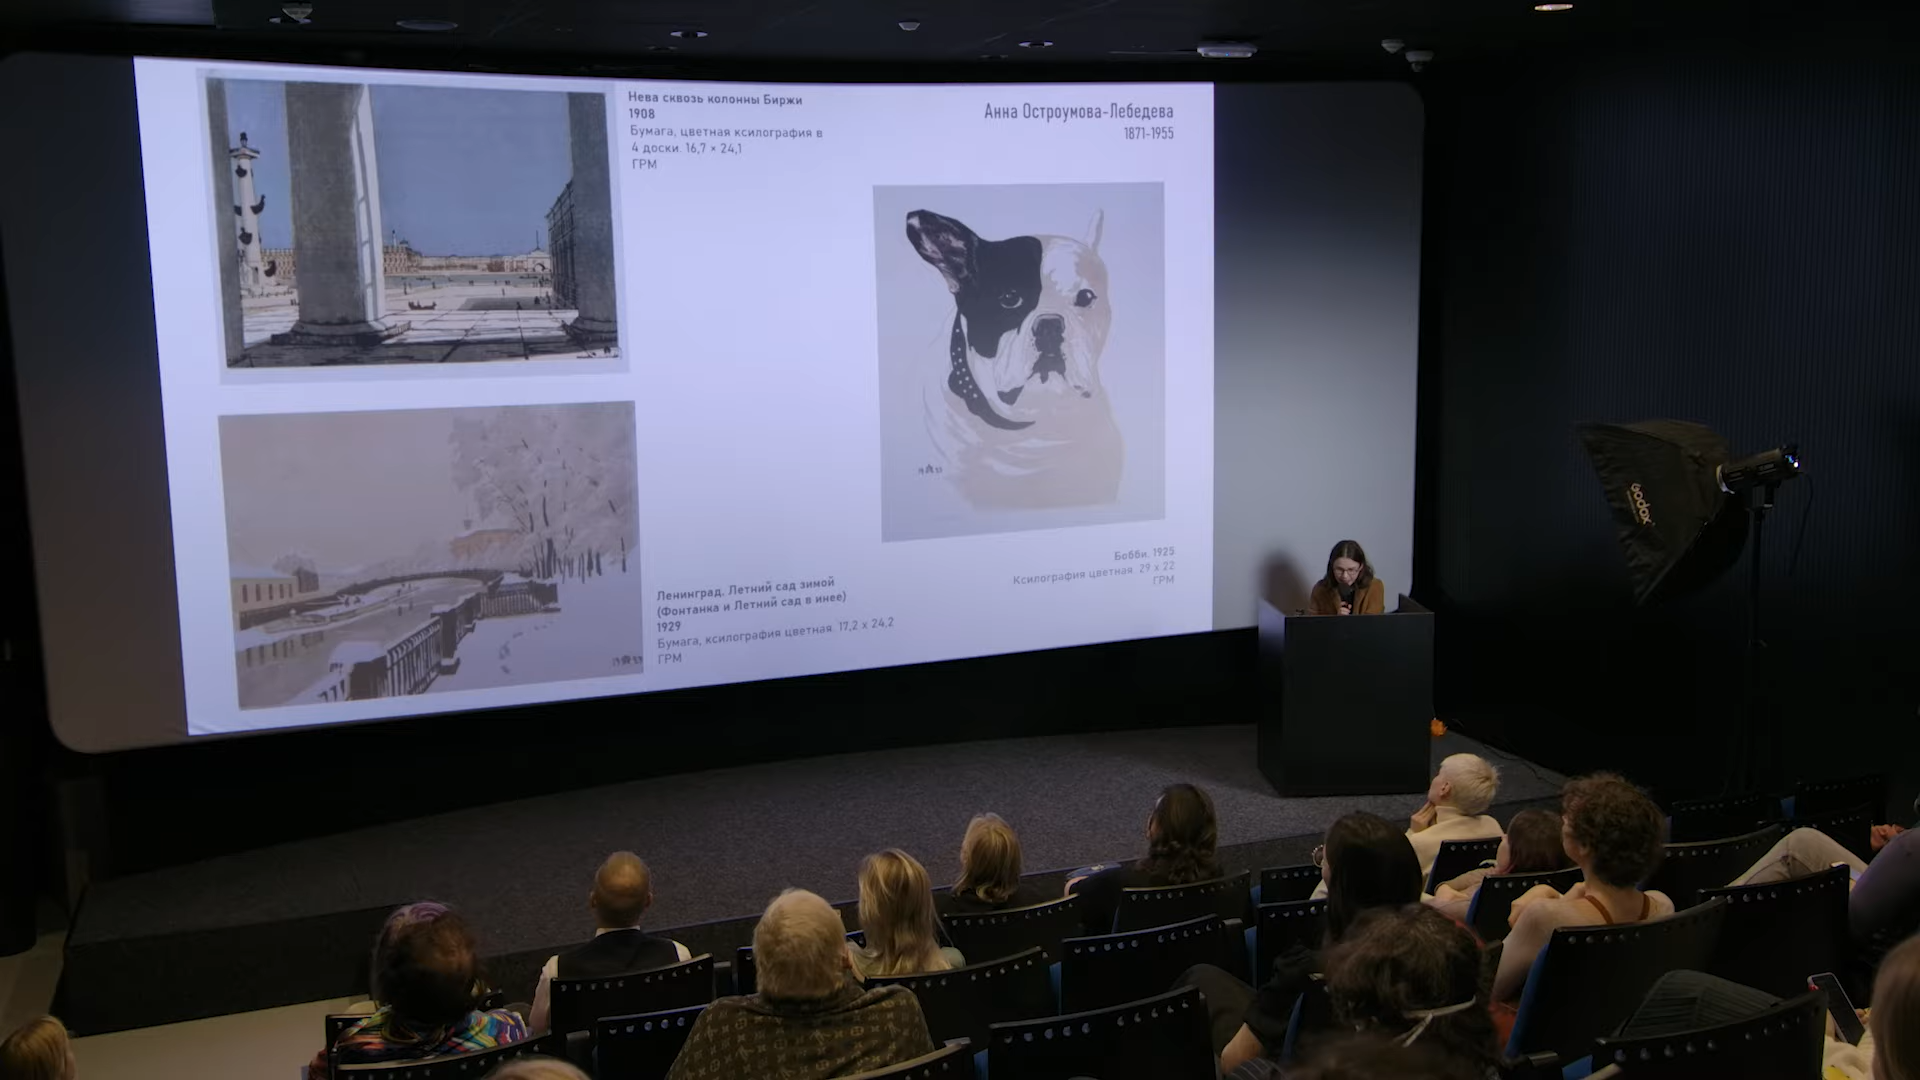 Нева сквозь колонны Биржи
1908
Бумага, цветная ксилография в
4 доски. 16,7 × 24,1
ГРМ
Анна Остроумова-Лебедева
1871-1955
Бобби. 1925
Ксилография цветная. 29 x 22
ГРМ
Ленинград. Летний сад зимой
(Фонтанка и Летний сад в инее)
1929
Бумага, ксилография цветная. 17,2 x 24,2
ГРМ
Godox